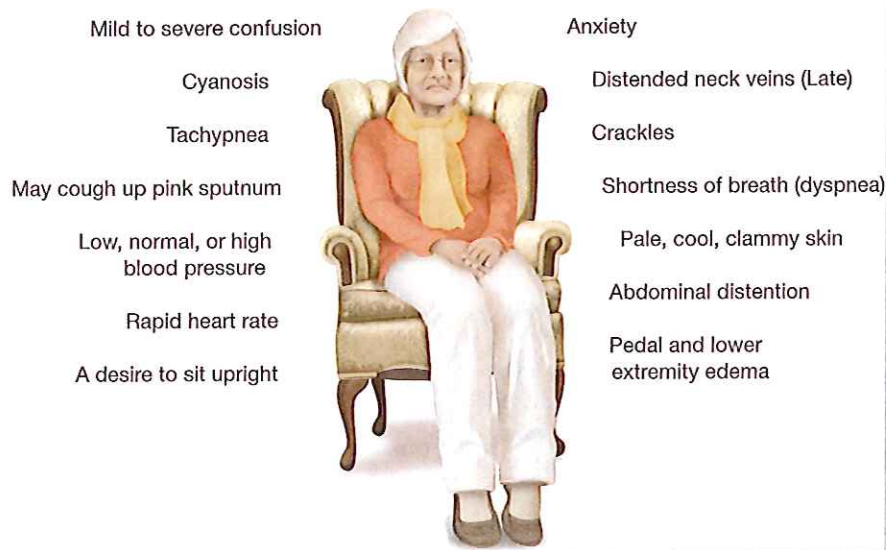 Mild to severe confusion
Cyanosis
Tachypnea
May cough up pink sputnum
Low, normal, or high
blood pressure
Rapid heart rate
A desire to sit upright
Anxiety
Distended neck veins (Late)
Crackles
Shortness of breath (dyspnea)
Pale, cool, clammy skin
Abdominal distention
Pedal and lower
extremity edema